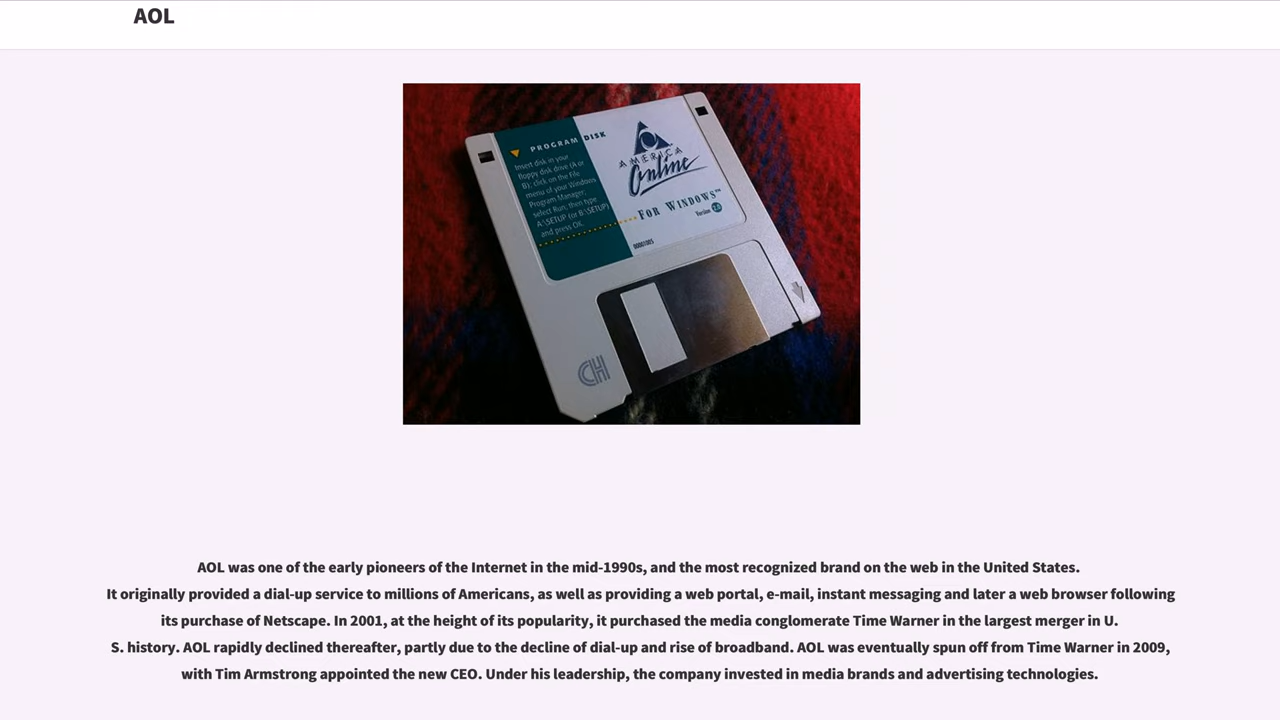 AOL
PROGRAM DISK
Insert disk in your
floppy disk drive (A or
B), click on the File
menu of your Windows
Program Manager,
select Run, then type
A:\SETUP (or B:\SETUP)
and press OK.
AMERICA
Online
FOR WINDOWS™
Version 2.5
00001005
CH
AOL was one of the early pioneers of the Internet in the mid-1990s, and the most recognized brand on the web in the United States.
It originally provided a dial-up service to millions of Americans, as well as providing a web portal, e-mail, instant messaging and later a web browser following
its purchase of Netscape. In 2001, at the height of its popularity, it purchased the media conglomerate Time Warner in the largest merger in U.
S. history. AOL rapidly declined thereafter, partly due to the decline of dial-up and rise of broadband. AOL was eventually spun off from Time Warner in 2009,
with Tim Armstrong appointed the new CEO. Under his leadership, the company invested in media brands and advertising technologies.